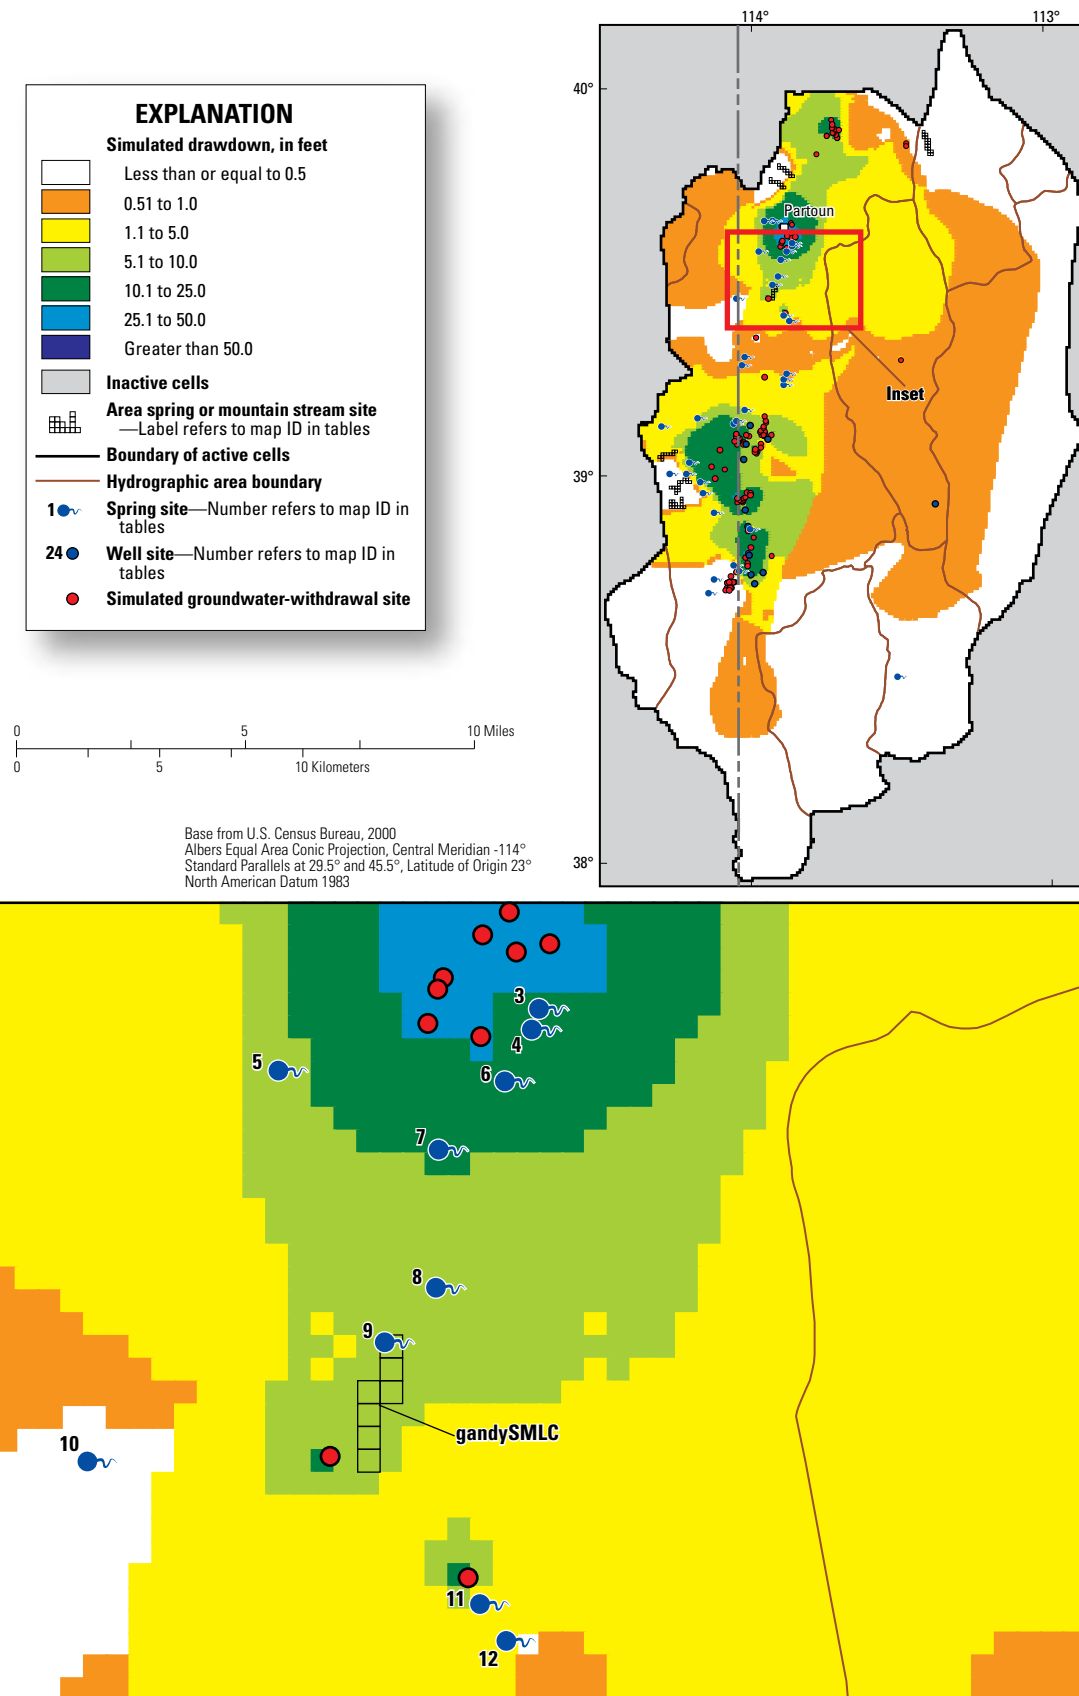 EXPLANATION
Simulated drawdown, in feet
Less than or equal to 0.5
0.51 to 1.0
1.1 to 5.0
5.1 to 10.0
10.1 to 25.0
25.1 to 50.0
Greater than 50.0
Inactive cells
Area spring or mountain stream site
—Label refers to map ID in tables
Boundary of active cells
Hydrographic area boundary
1 Spring site—Number refers to map ID in
tables
24 Well site—Number refers to map ID in
tables
Simulated groundwater-withdrawal site
0 5 10 Miles
0 5 10 Kilometers
Base from U.S. Census Bureau, 2000
Albers Equal Area Conic Projection, Central Meridian -114°
Standard Parallels at 29.5° and 45.5°, Latitude of Origin 23°
North American Datum 1983
114° 113°
40°
Partoun
Inset
39°
38°
3
4
5
6
7
8
9
gandySMLC
10
11
12